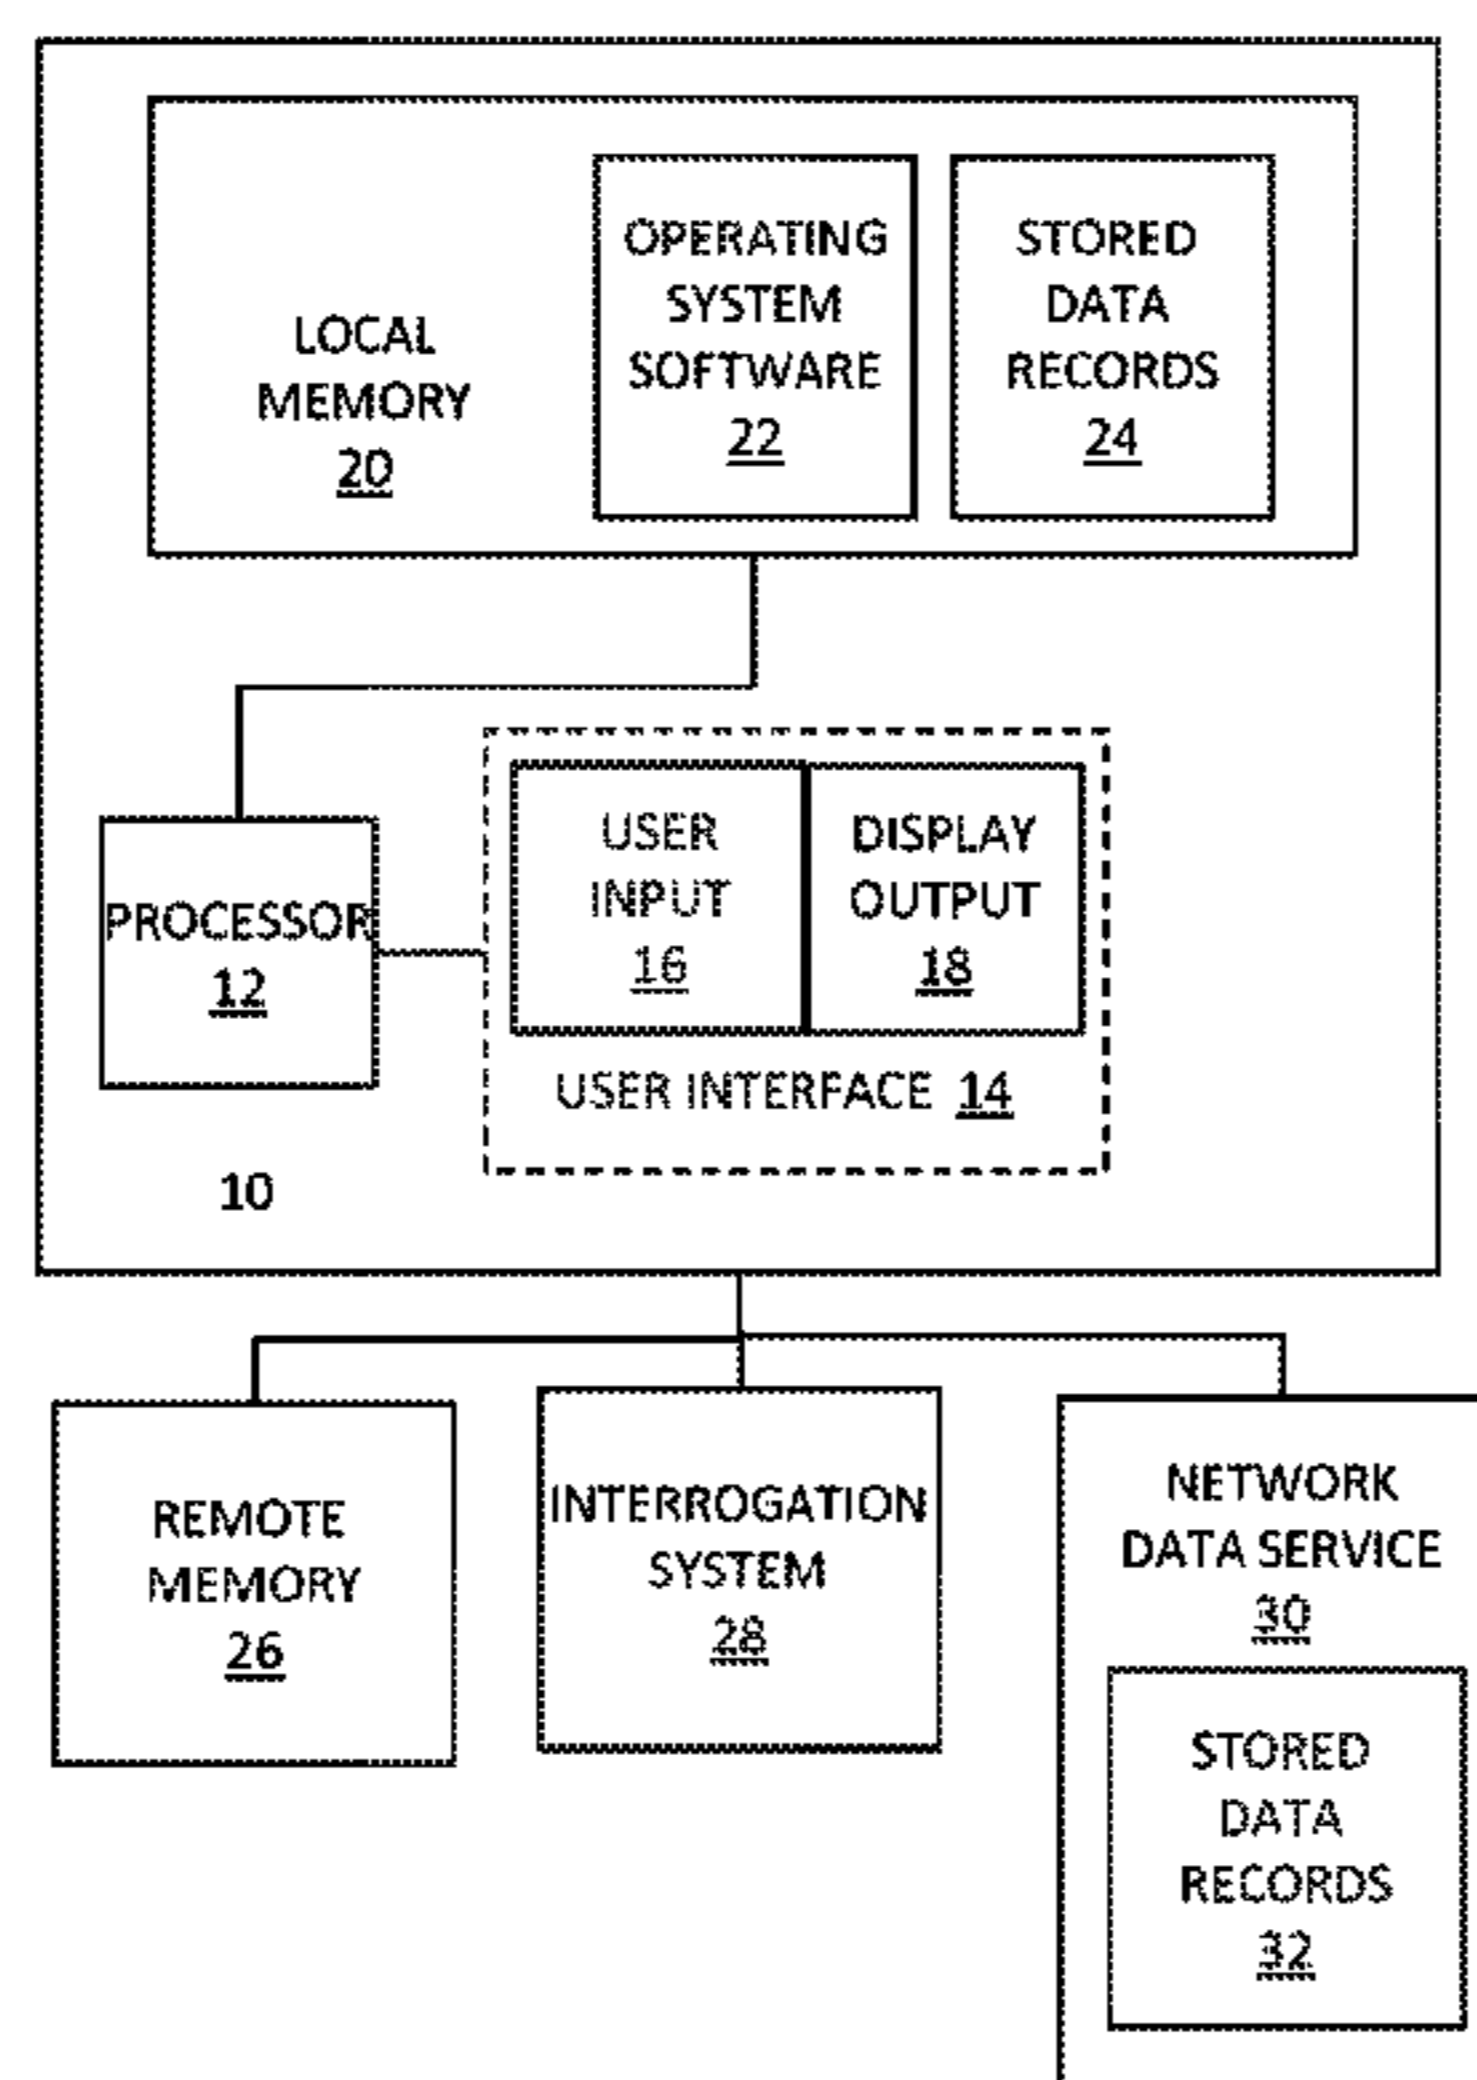 LOCAL
MEMORY
20
OPERATING
SYSTEM
SOFTWARE
22
STORED
DATA
RECORDS
24
PROCESSOR
12
USER
INPUT
16
DISPLAY
OUTPUT
18
USER INTERFACE 14
10
REMOTE
MEMORY
26
INTERROGATION
SYSTEM
28
NETWORK
DATA SERVICE
30
STORED
DATA
RECORDS
32